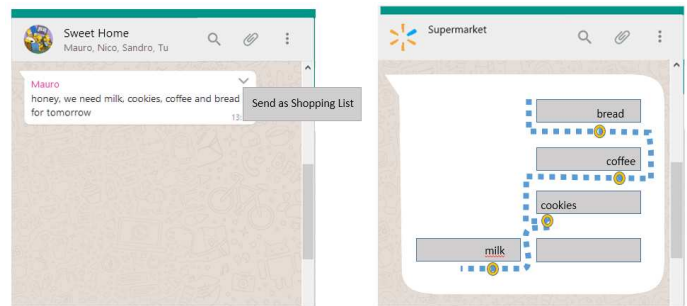 Sweet Home
Mauro, Nico, Sandro, Tu
Mauro
honey, we need milk, cookies, coffee and bread
for tomorrow
13:
Send as Shopping List
Supermarket
bread
coffee
cookies
milk